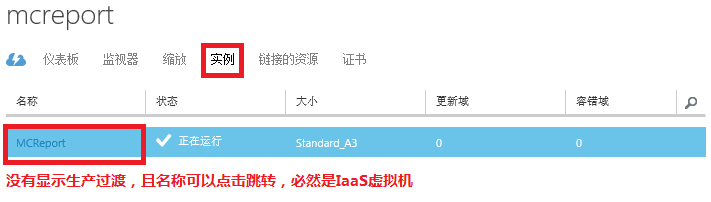 mcreport
仪表板 监视器 缩放 实例 链接的资源 证书
名称 状态 大小 更新域 容错域
MCReport 正在运行 Standard_A3 0 0
没有显示生产过渡，且名称可以点击跳转，必然是IaaS虚拟机